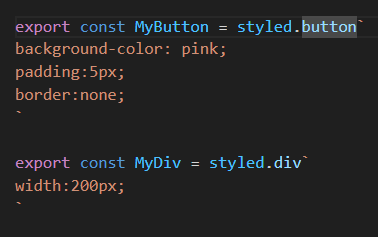 export const MyButton = styled.button`
background-color: pink;
padding:5px;
border:none;
`
export const MyDiv = styled.div`
width:200px;
`